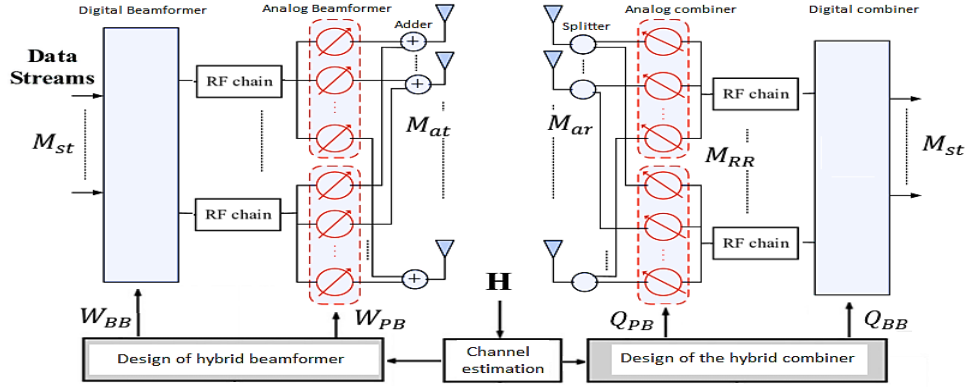 Digital Beamformer
Analog Beamformer
Adder
Splitter
Analog combiner
Digital combiner
Data
Streams
RF chain
RF chain
M_st
M_at
M_ar
M_RR
RF chain
RF chain
M_st
+
+
+
H
W_BB
W_PB
Q_PB
Q_BB
Design of hybrid beamformer
Channel
estimation
Design of the hybrid combiner